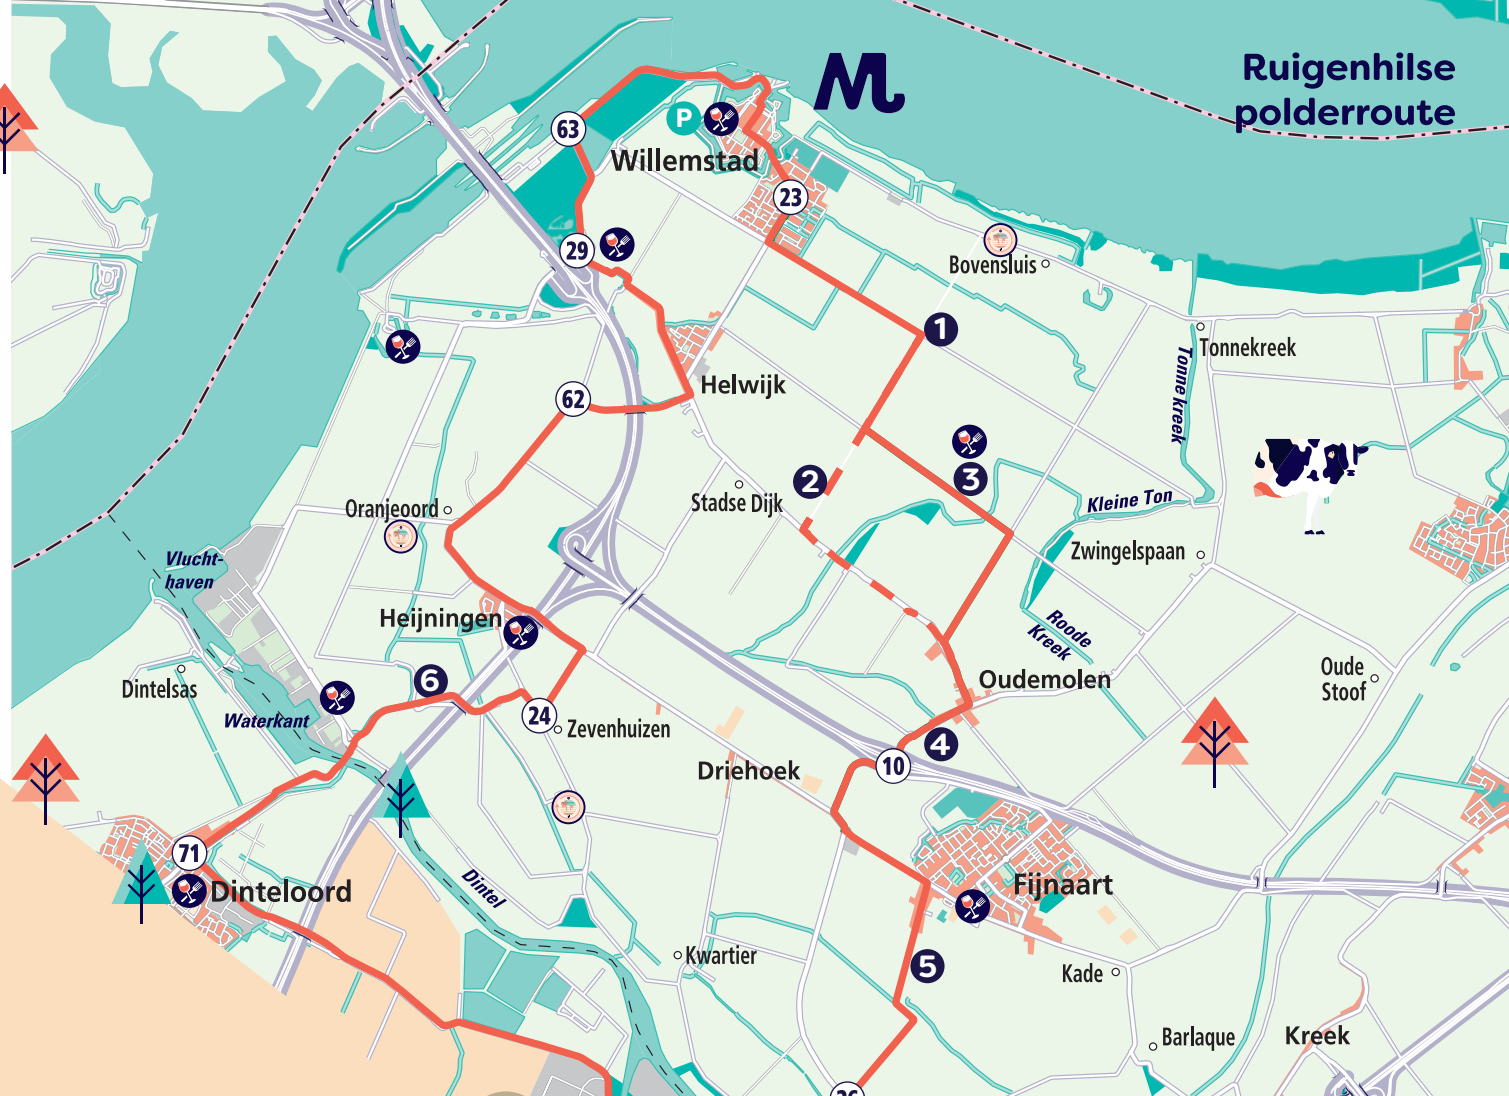 Ruigenhilse
polderroute
M
63
P
Willemstad
23
29
Bovensluis
1
Tonnekreek
Tonne kreek
Helwijk
62
3
2
Stadse Dijk
Kleine Ton
Oranjeoord
Zwingelspaan
Vlucht-
haven
Heijningen
Roode
Kreek
Oude
Stoof
Dintelsas
6
Oudemolen
Waterkant
24
Zevenhuizen
4
10
Driehoek
71
Dinteloord
Dintel
Fijnaart
Kwartier
5
Kade
Barlaque
Kreek